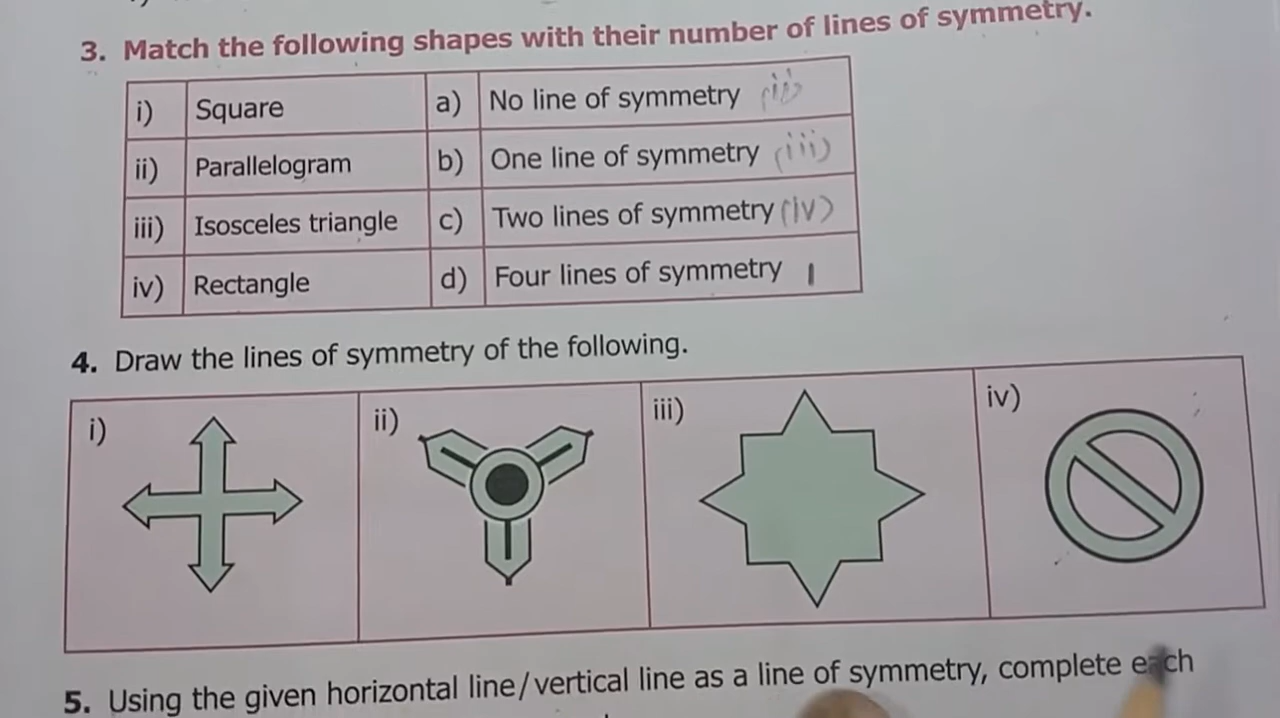 3. Match the following shapes with their number of lines of symmetry.
i) Square a) No line of symmetry (ii)
ii) Parallelogram b) One line of symmetry (iii)
iii) Isosceles triangle c) Two lines of symmetry (iv)
iv) Rectangle d) Four lines of symmetry
4. Draw the lines of symmetry of the following.
i) ii) iii) iv)
5. Using the given horizontal line/vertical line as a line of symmetry, complete each